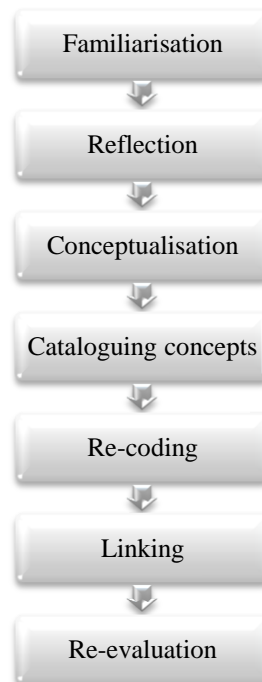 Familiarisation
Reflection
Conceptualisation
Cataloguing concepts
Re-coding
Linking
Re-evaluation